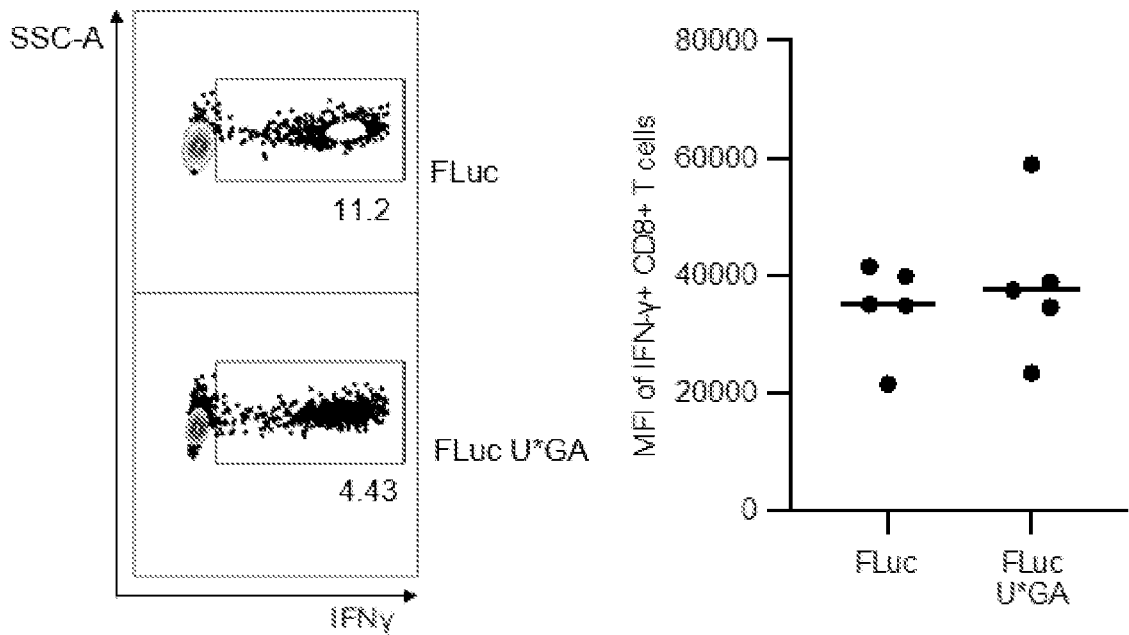 SSC-A
FLuc
11.2
FLuc U*GA
4.43
IFNγ
MFI of IFN-γ+ CD8+ T cells
80000
60000
40000
20000
0
FLuc
FLuc
U*GA